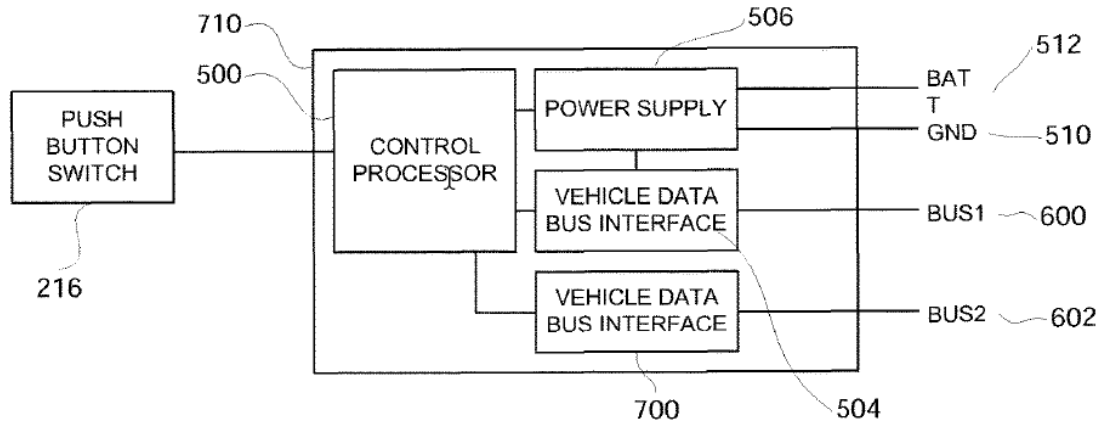 506
710
512
500
BAT
T
PUSH
BUTTON
SWITCH
POWER SUPPLY
GND
510
CONTROL
PROCESSOR
VEHICLE DATA
BUS INTERFACE
BUS1
600
216
VEHICLE DATA
BUS INTERFACE
BUS2
602
700
504